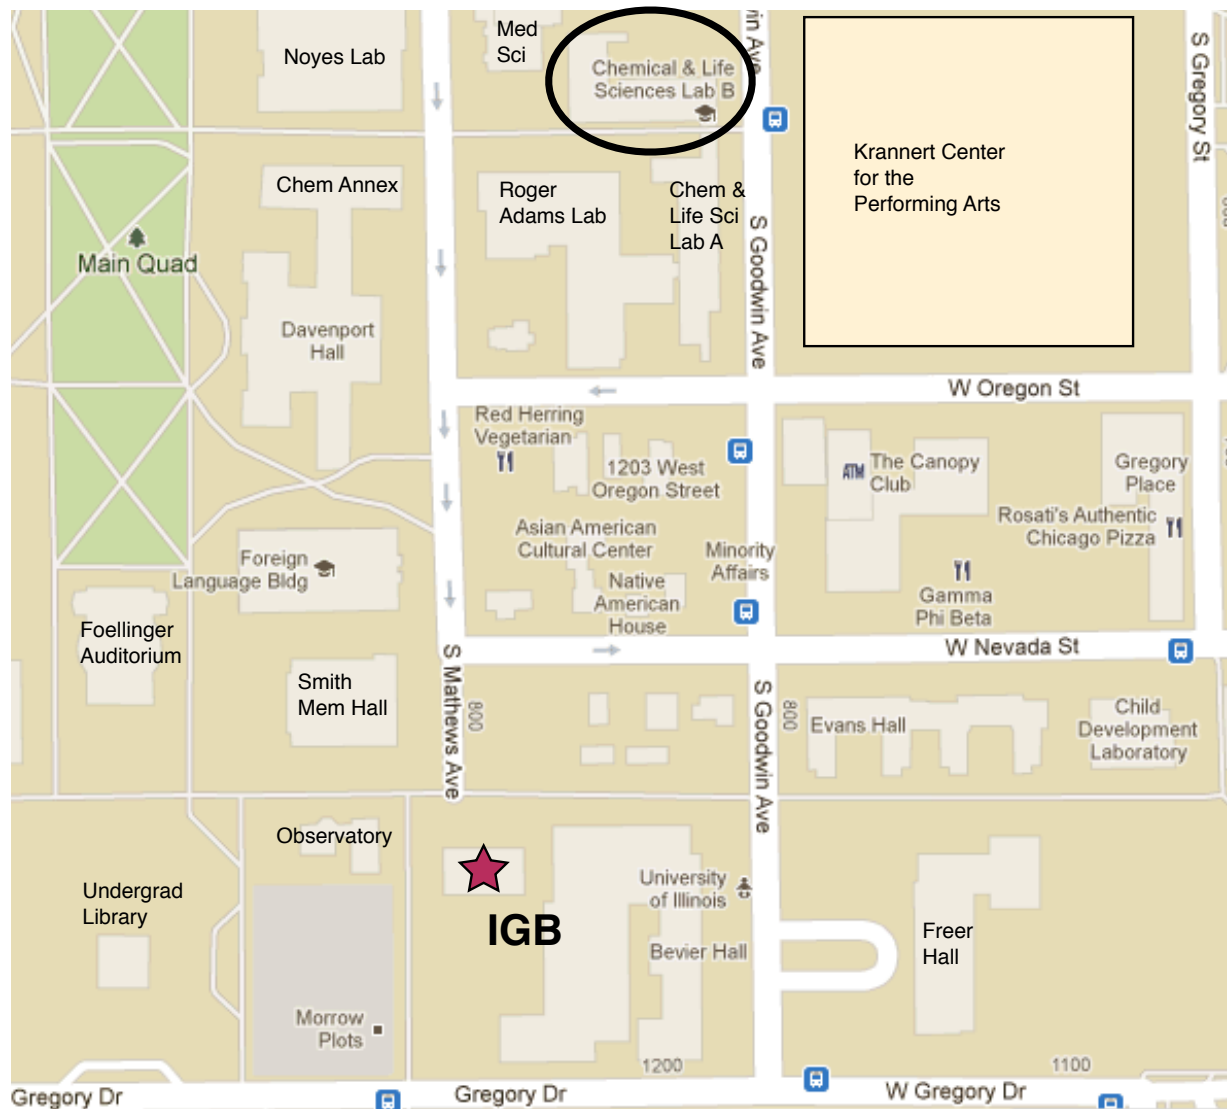 Noyes Lab
Med
Sci
Chemical & Life
Sciences Lab B
in Ave
S Gregory St
Krannert Center
for the
Performing Arts
Chem Annex
Roger
Adams Lab
Chem &
Life Sci
Lab A
S Goodwin Ave
Main Quad
Davenport
Hall
W Oregon St
Red Herring
Vegetarian
1203 West
Oregon Street
ATM
The Canopy
Club
Gregory
Place
Rosati's Authentic
Chicago Pizza
Asian American
Cultural Center
Minority
Affairs
Foreign
Language Bldg
Native
American
House
Gamma
Phi Beta
Foellinger
Auditorium
W Nevada St
S Mathews Ave
800
Smith
Mem Hall
S Goodwin Ave
800
Evans Hall
Child
Development
Laboratory
Observatory
Undergrad
Library
IGB
University
of Illinois
Bevier Hall
Freer
Hall
Morrow
Plots
1200
1100
Gregory Dr
Gregory Dr
W Gregory Dr